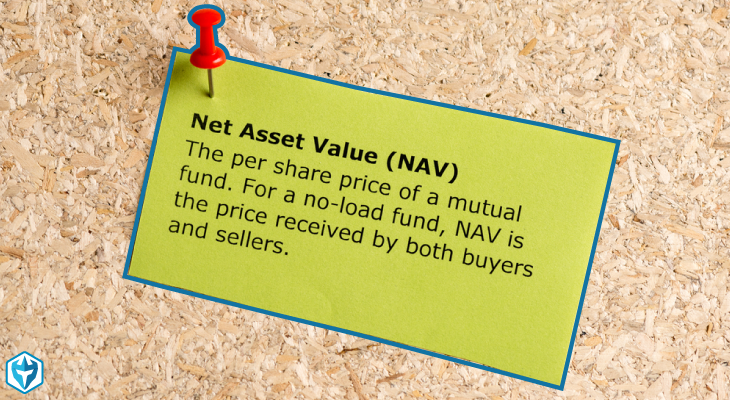 Net Asset Value (NAV)
The per share price of a mutual
fund. For a no-load fund, NAV is
the price received by both buyers
and sellers.